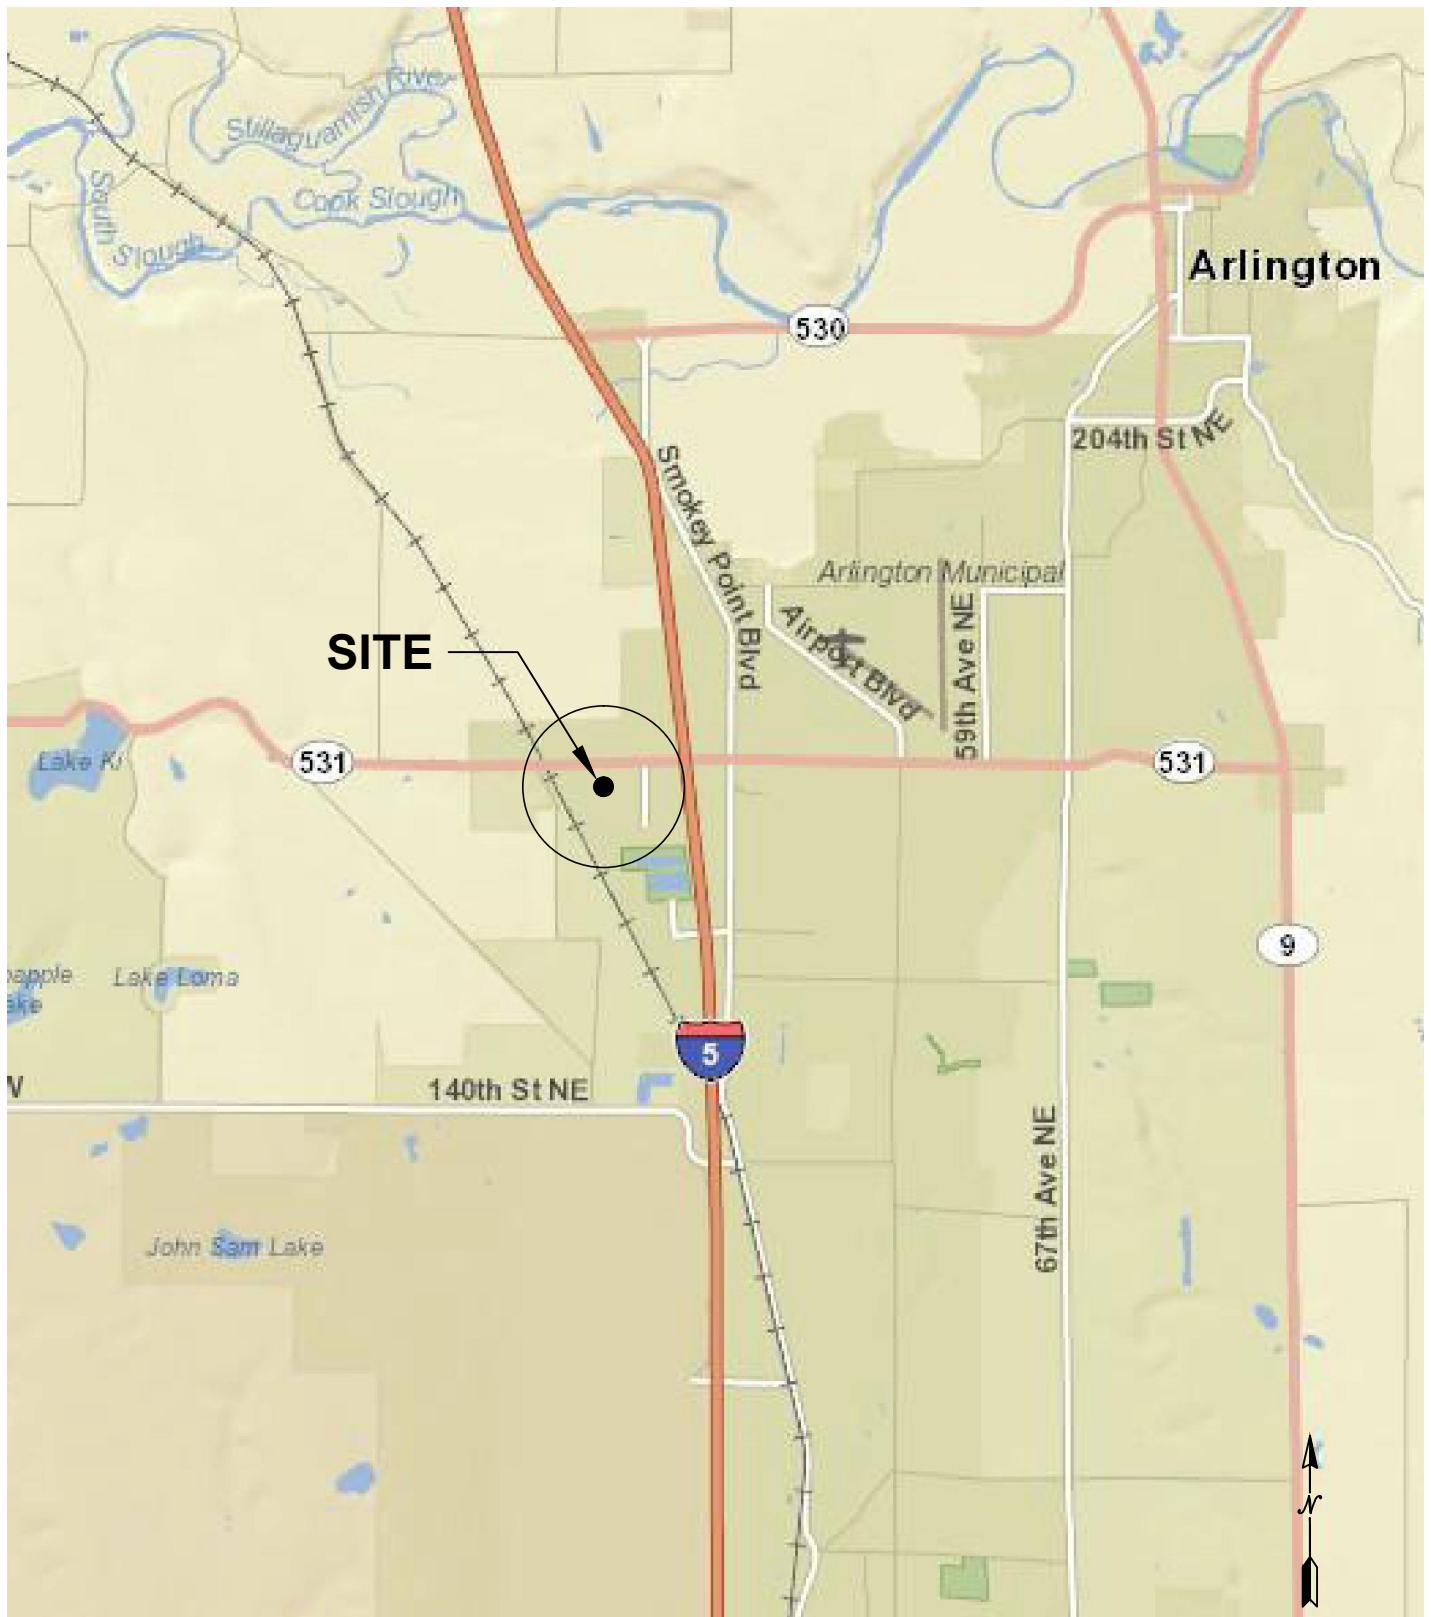 Stillaguamish River
Cook Slough
South
Slough
Arlington
530
204th St NE
Smokey Point Blvd
Arlington Municipal
Airport Blvd
59th Ave NE
SITE
Lake Ki
531
531
9
Lake Loma
5
140th St NE
W
67th Ave NE
John Sam Lake
N